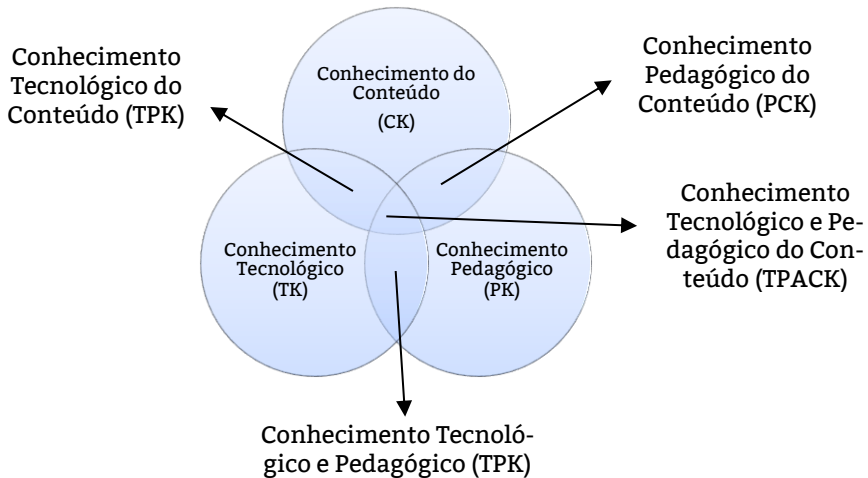 Conhecimento
Tecnológico do
Conteúdo (TPK)
Conhecimento do
Conteúdo
(CK)
Conhecimento
Pedagógico do
Conteúdo (PCK)
Conhecimento
Tecnológico
(TK)
Conhecimento
Pedagógico
(PK)
Conhecimento
Tecnológico e Pe-
dagógico do Con-
teúdo (TPACK)
Conhecimento Tecnoló-
gico e Pedagógico (TPK)